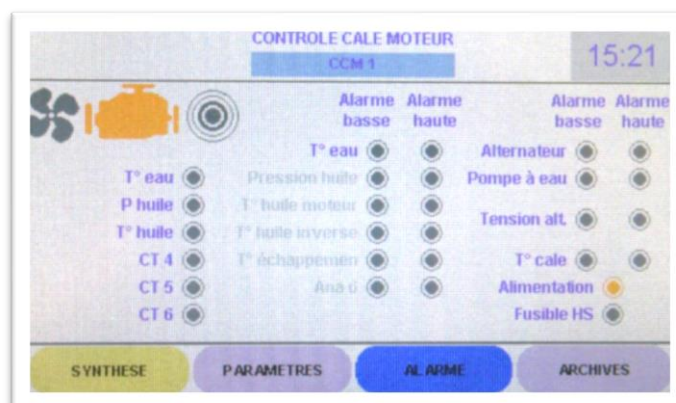 CONTROLE CALE MOTEUR
CCM 1
15:21
Alarme basse
Alarme haute
Alarme basse
Alarme haute
T° eau
P huile
T° huile
CT 4
CT 5
CT 6
T° eau
Pression huile
T° huile moteur
T° huile inverse
T° échappemen
Ana 6
Alternateur
Pompe à eau
Tension alt.
T° cale
Alimentation
Fusible HS
SYNTHESE
PARAMETRES
ALARME
ARCHIVES